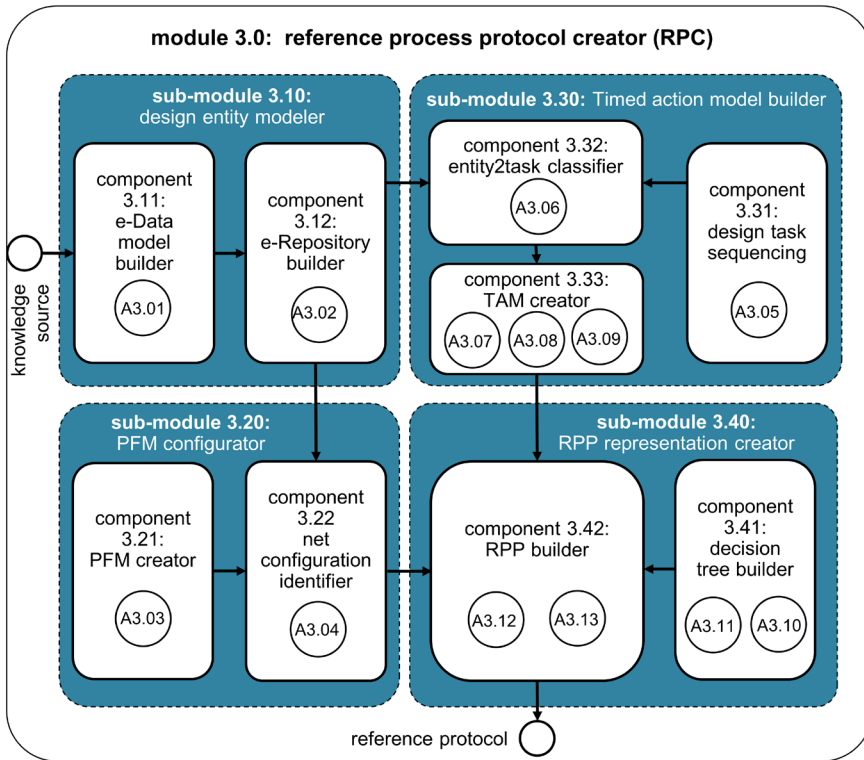 module 3.0: reference process protocol creator (RPC)
sub-module 3.10:
design entity modeler
component
3.11:
e-Data
model
builder
A3.01
component
3.12:
e-Repository
builder
A3.02
knowledge
source
sub-module 3.30: Timed action model builder
component 3.32:
entity2task classifier
A3.06
component 3.33:
TAM creator
A3.07
A3.08
A3.09
component
3.31:
design task
sequencing
A3.05
sub-module 3.20:
PFM configurator
component
3.21:
PFM creator
A3.03
component
3.22
net
configuration
identifier
A3.04
sub-module 3.40:
RPP representation creator
component 3.42:
RPP builder
A3.12
A3.13
component
3.41:
decision
tree builder
A3.11
A3.10
reference protocol